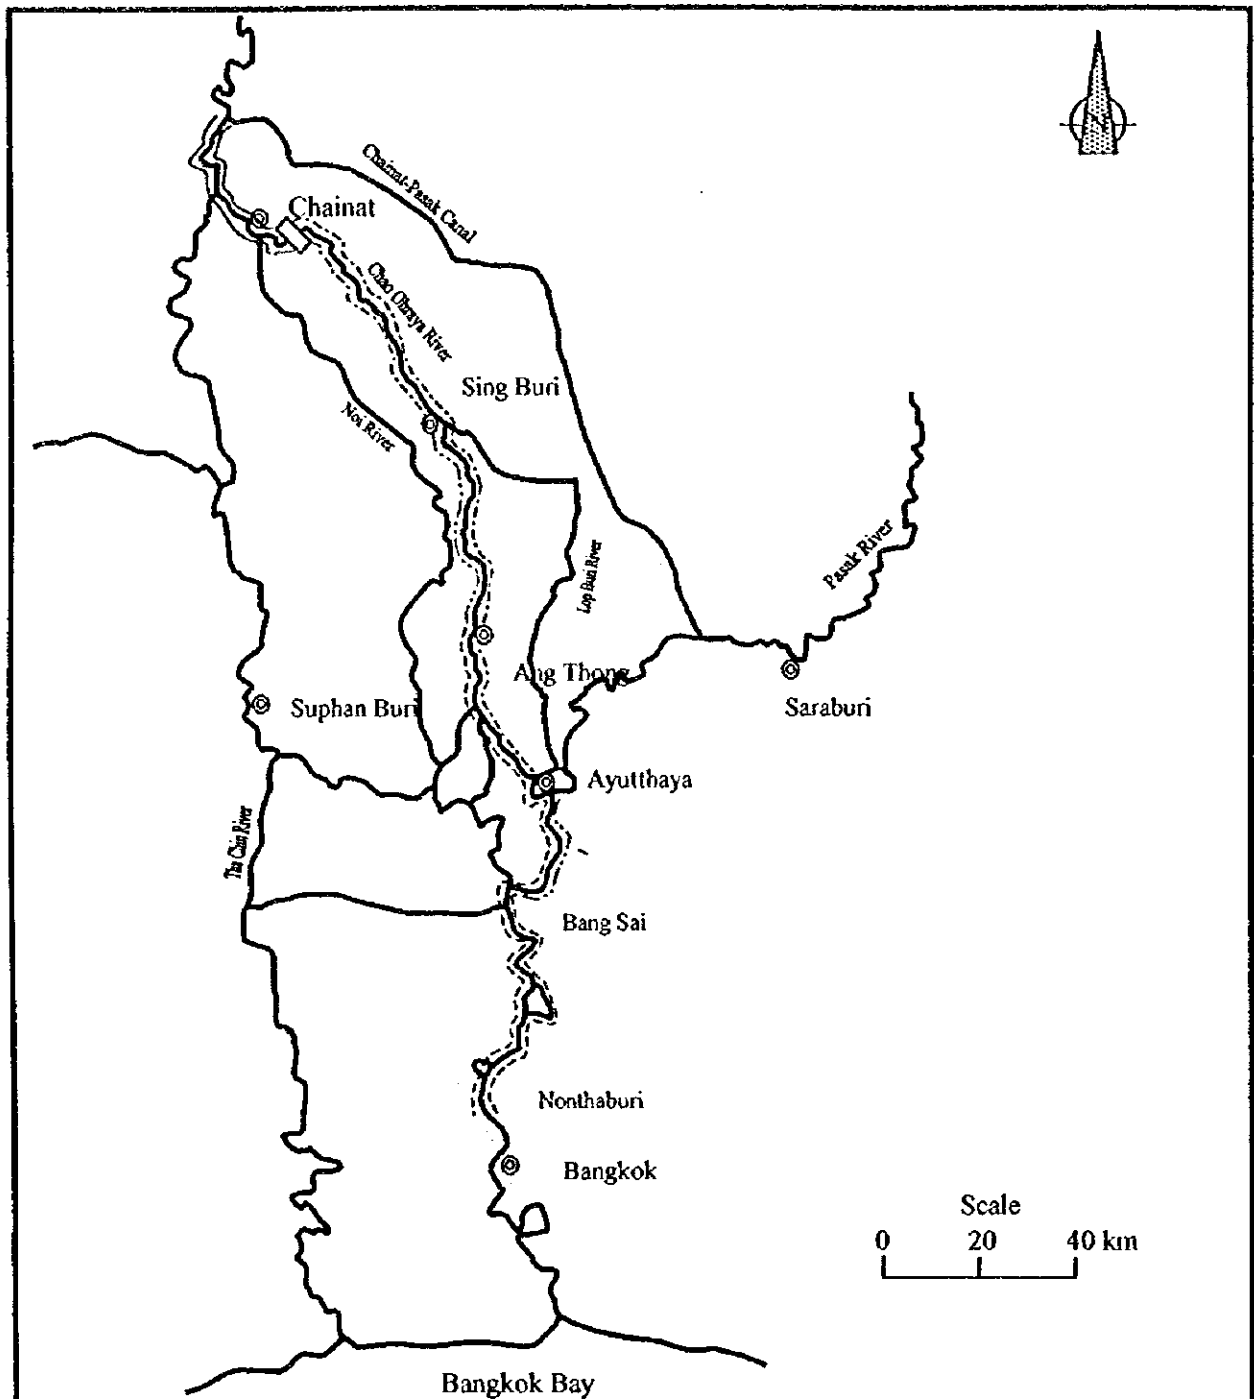 N
Chainat-Pasak Canal
Chainat
Chao Ohraya River
Sing Buri
Noi River
Lop Buri River
Pasak River
Ang Thong
Suphan Buri
Saraburi
Ayutthaya
Tha Chin River
Bang Sai
Nonthaburi
Bangkok
Scale
0 20 40 km
Bangkok Bay